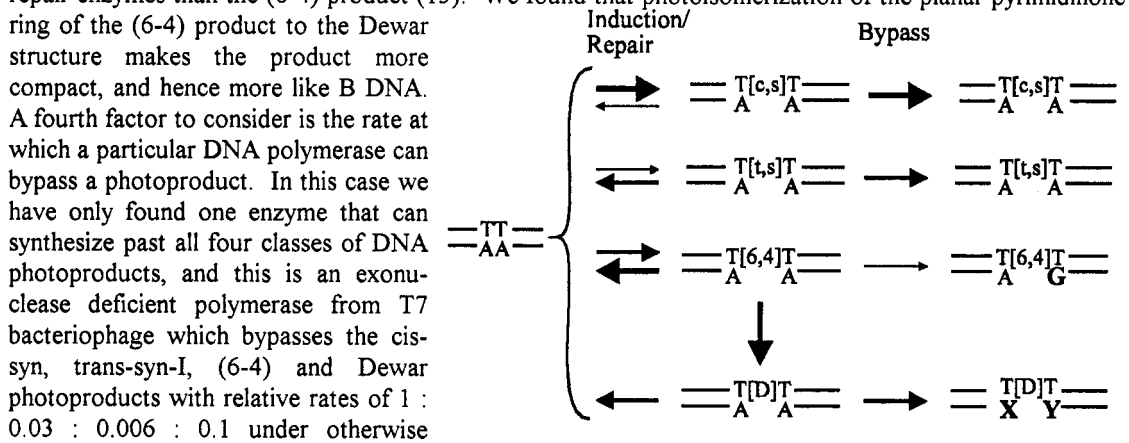 repair enzymes than the (6-4) product (15). We found that photoisomerization of the planar pyrimidinone
ring of the (6-4) product to the Dewar
structure makes the product more
compact, and hence more like B DNA.
A fourth factor to consider is the rate at
which a particular DNA polymerase can
bypass a photoproduct. In this case we
have only found one enzyme that can
synthesize past all four classes of DNA
photoproducts, and this is an exonu-
clease deficient polymerase from T7
bacteriophage which bypasses the cis-
syn, trans-syn-I, (6-4) and Dewar
photoproducts with relative rates of 1 :
0.03 : 0.006 : 0.1 under otherwise
Induction/
Repair
Bypass
TT
AA
T[c,s]T
A A
T[c,s]T
A A
T[t,s]T
A A
T[t,s]T
A A
T[6,4]T
A A
T[6,4]T
A G
T[D]T
A A
T[D]T
X Y